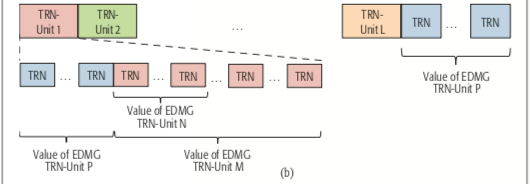 TRN-
Unit 1
TRN-
Unit 2
...
TRN-
Unit L
TRN ... TRN
TRN ... TRN TRN ... TRN ... TRN ... TRN
Value of EDMG
TRN-Unit P
Value of EDMG
TRN-Unit N
Value of EDMG
TRN-Unit P
Value of EDMG
TRN-Unit M
(b)